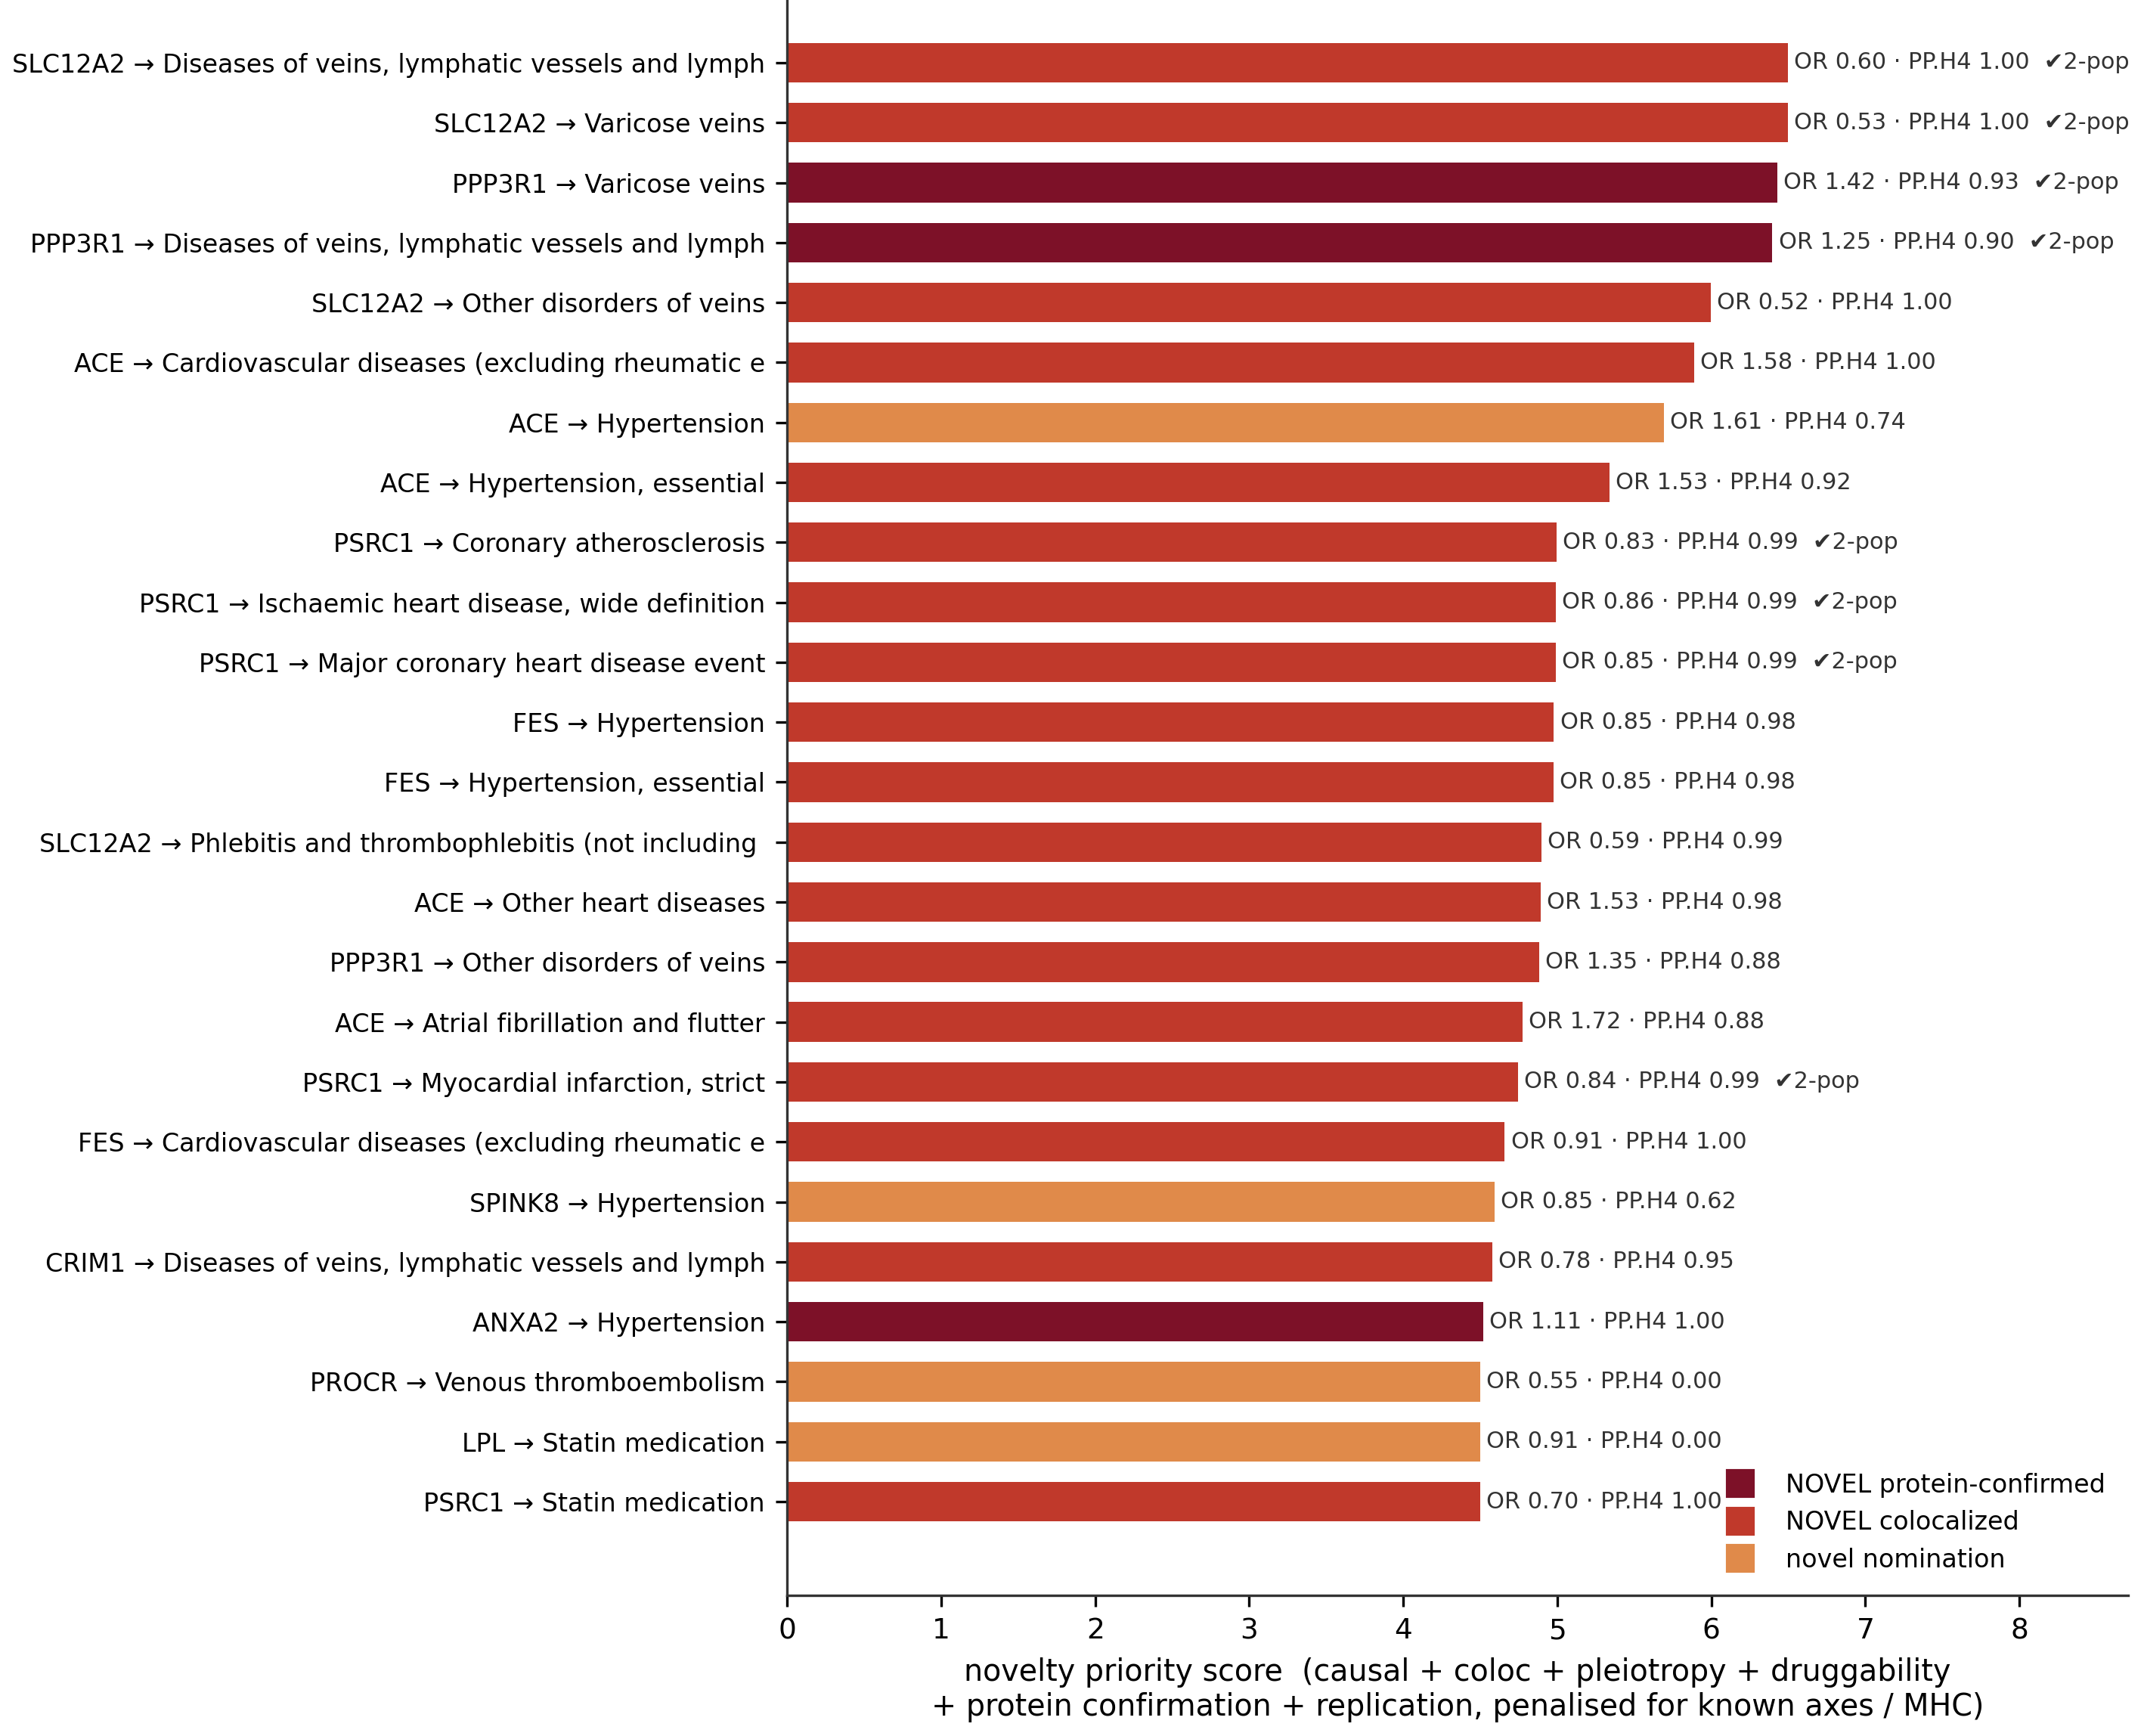 SLC12A2 → Diseases of veins, lymphatic vessels and lymph OR 0.60 · PP.H4 1.00 ✔2-pop
SLC12A2 → Varicose veins OR 0.53 · PP.H4 1.00 ✔2-pop
PPP3R1 → Varicose veins OR 1.42 · PP.H4 0.93 ✔2-pop
PPP3R1 → Diseases of veins, lymphatic vessels and lymph OR 1.25 · PP.H4 0.90 ✔2-pop
SLC12A2 → Other disorders of veins OR 0.52 · PP.H4 1.00
ACE → Cardiovascular diseases (excluding rheumatic e OR 1.58 · PP.H4 1.00
ACE → Hypertension OR 1.61 · PP.H4 0.74
ACE → Hypertension, essential OR 1.53 · PP.H4 0.92
PSRC1 → Coronary atherosclerosis OR 0.83 · PP.H4 0.99 ✔2-pop
PSRC1 → Ischaemic heart disease, wide definition OR 0.86 · PP.H4 0.99 ✔2-pop
PSRC1 → Major coronary heart disease event OR 0.85 · PP.H4 0.99 ✔2-pop
FES → Hypertension OR 0.85 · PP.H4 0.98
FES → Hypertension, essential OR 0.85 · PP.H4 0.98
SLC12A2 → Phlebitis and thrombophlebitis (not including OR 0.59 · PP.H4 0.99
ACE → Other heart diseases OR 1.53 · PP.H4 0.98
PPP3R1 → Other disorders of veins OR 1.35 · PP.H4 0.88
ACE → Atrial fibrillation and flutter OR 1.72 · PP.H4 0.88
PSRC1 → Myocardial infarction, strict OR 0.84 · PP.H4 0.99 ✔2-pop
FES → Cardiovascular diseases (excluding rheumatic e OR 0.91 · PP.H4 1.00
SPINK8 → Hypertension OR 0.85 · PP.H4 0.62
CRIM1 → Diseases of veins, lymphatic vessels and lymph OR 0.78 · PP.H4 0.95
ANXA2 → Hypertension OR 1.11 · PP.H4 1.00
PROCR → Venous thromboembolism OR 0.55 · PP.H4 0.00
LPL → Statin medication OR 0.91 · PP.H4 0.00
PSRC1 → Statin medication OR 0.70 · PP.H4 1.00
NOVEL protein-confirmed
NOVEL colocalized
novel nomination
0 1 2 3 4 5 6 7 8
novelty priority score (causal + coloc + pleiotropy + druggability
+ protein confirmation + replication, penalised for known axes / MHC)